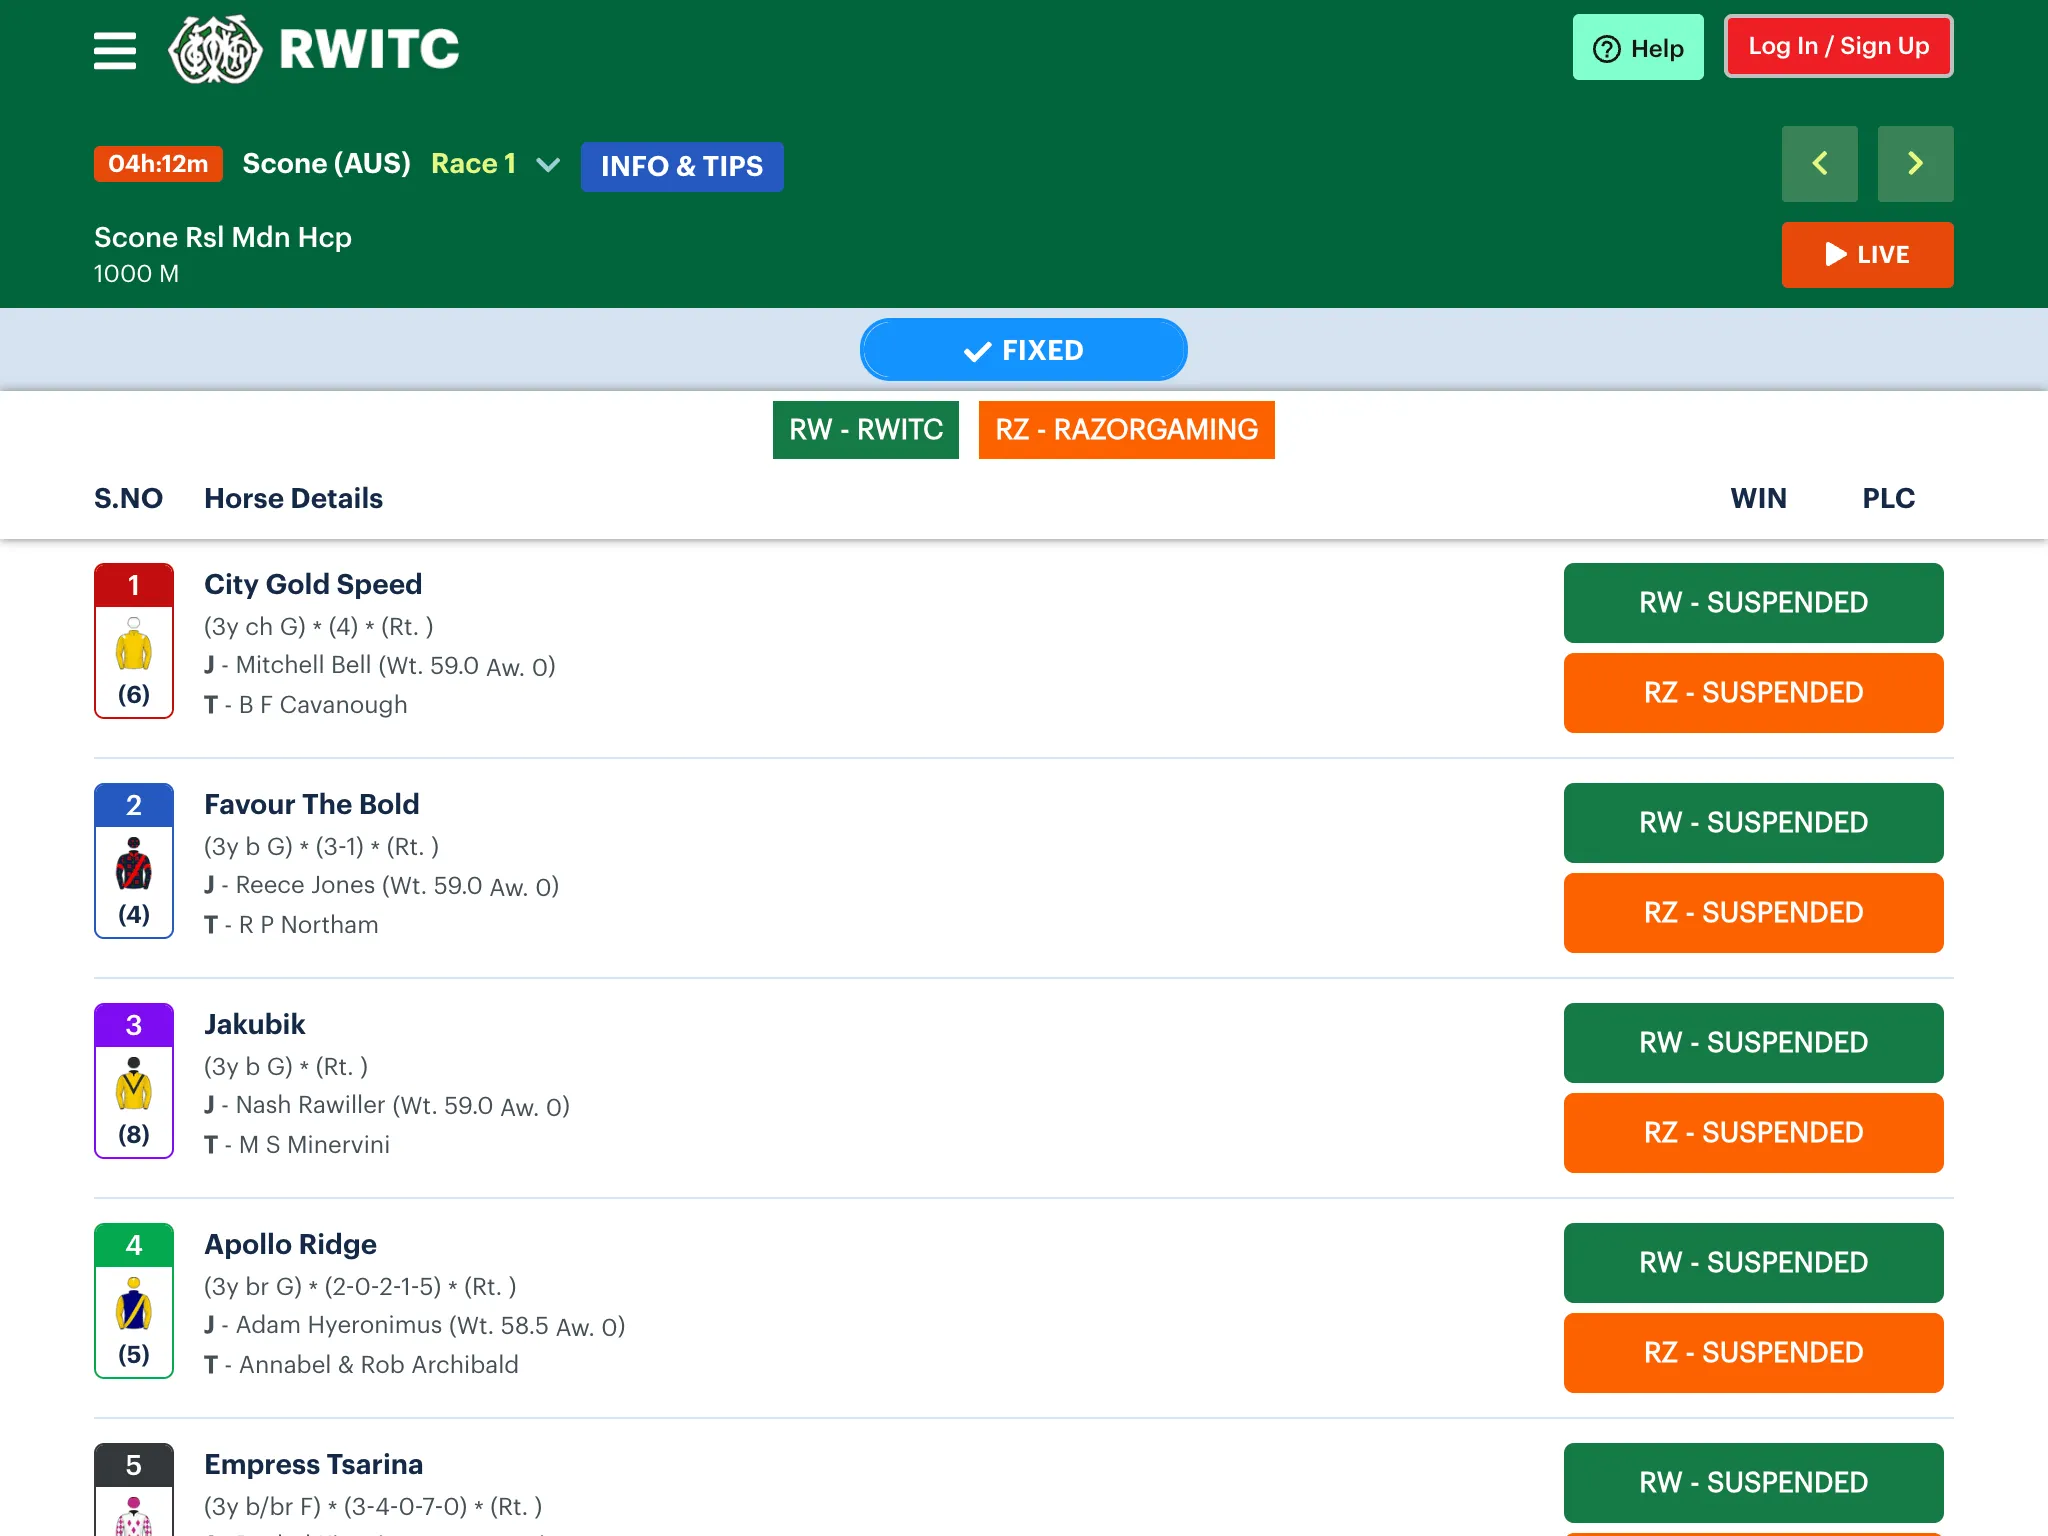 RWITC
Help
Log In / Sign Up
04h:12m Scone (AUS) Race 1 INFO & TIPS
Scone Rsl Mdn Hcp
1000 M
LIVE
FIXED
RW - RWITC RZ - RAZORGAMING
S.NO Horse Details WIN PLC
1 City Gold Speed
(3y ch G) * (4) * (Rt. )
J - Mitchell Bell (Wt. 59.0 Aw. 0)
(6)
T - B F Cavanough
RW - SUSPENDED
RZ - SUSPENDED
2 Favour The Bold
(3y b G) * (3-1) * (Rt. )
J - Reece Jones (Wt. 59.0 Aw. 0)
(4)
T - R P Northam
RW - SUSPENDED
RZ - SUSPENDED
3 Jakubik
(3y b G) * (Rt. )
J - Nash Rawiller (Wt. 59.0 Aw. 0)
(8)
T - M S Minervini
RW - SUSPENDED
RZ - SUSPENDED
4 Apollo Ridge
(3y br G) * (2-0-2-1-5) * (Rt. )
J - Adam Hyeronimus (Wt. 58.5 Aw. 0)
(5)
T - Annabel & Rob Archibald
RW - SUSPENDED
RZ - SUSPENDED
5 Empress Tsarina
(3y b/br F) * (3-4-0-7-0) * (Rt. )
RW - SUSPENDED